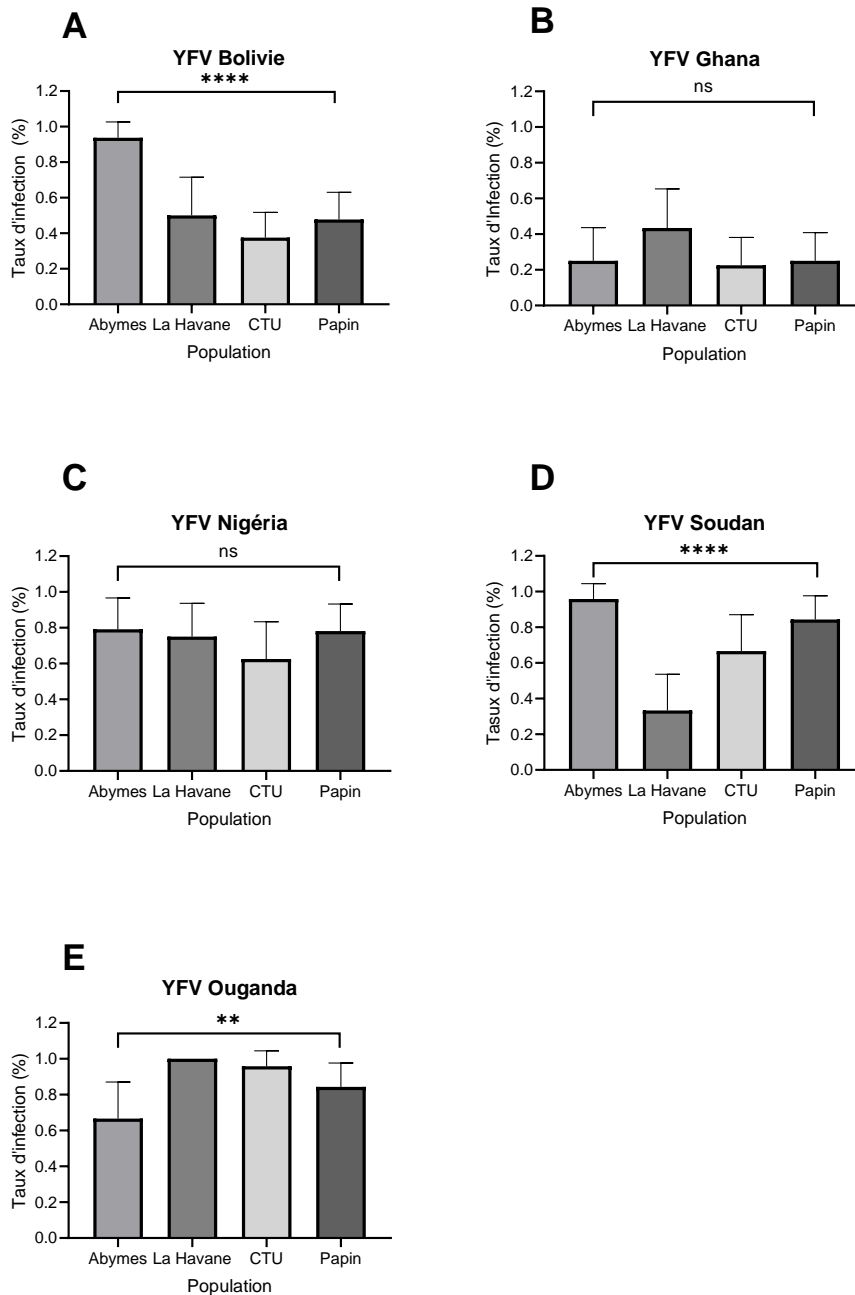 A
YFV Bolivie
****
1.2
1.0
0.8
0.6
0.4
0.2
0.0
Taux d'infection (%)
Abymes La Havane CTU Papin
Population
B
YFV Ghana
ns
1.2
1.0
0.8
0.6
0.4
0.2
0.0
Taux d'Infection (%)
Abymes La Havane CTU Papin
Population
C
YFV Nigéria
ns
1.2
1.0
0.8
0.6
0.4
0.2
0.0
Taux d'infection (%)
Abymes La Havane CTU Papin
Population
D
YFV Soudan
****
1.2
1.0
0.8
0.6
0.4
0.2
0.0
Tasux d'infection (%)
Abymes La Havane CTU Papin
Population
E
YFV Ouganda
**
1.2
1.0
0.8
0.6
0.4
0.2
0.0
Taux d'infection (%)
Abymes La Havane CTU Papin
Population